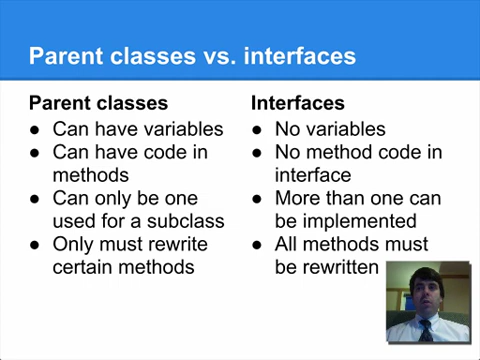 Parent classes vs. interfaces
Parent classes
● Can have variables
● Can have code in
methods
● Can only be one
used for a subclass
● Only must rewrite
certain methods
Interfaces
● No variables
● No method code in
interface
● More than one can
be implemented
● All methods must
be rewritten